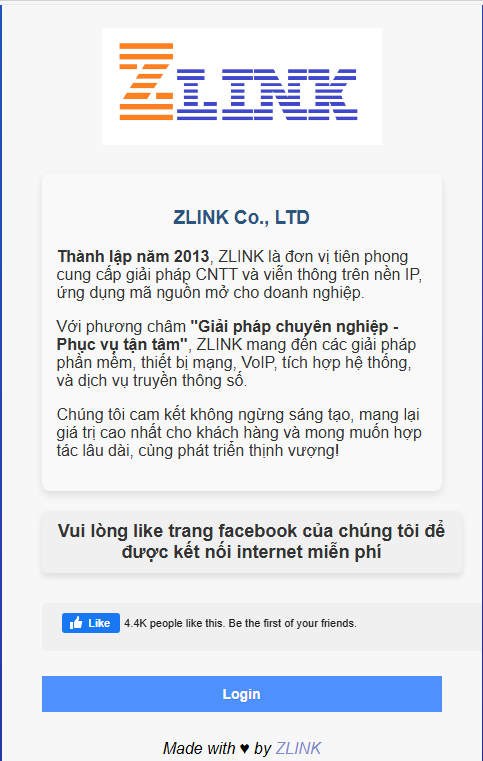 ZLINK
ZLINK Co., LTD
Thành lập năm 2013, ZLINK là đơn vị tiên phong
cung cấp giải pháp CNTT và viễn thông trên nền IP,
ứng dụng mã nguồn mở cho doanh nghiệp.
Với phương châm "Giải pháp chuyên nghiệp -
Phục vụ tận tâm", ZLINK mang đến các giải pháp
phần mềm, thiết bị mạng, VoIP, tích hợp hệ thống,
và dịch vụ truyền thông số.
Chúng tôi cam kết không ngừng sáng tạo, mang lại
giá trị cao nhất cho khách hàng và mong muốn hợp
tác lâu dài, cùng phát triển thịnh vượng!
Vui lòng like trang facebook của chúng tôi để
được kết nối internet miễn phí
Like 4.4K people like this. Be the first of your friends.
Login
Made with ♥ by ZLINK